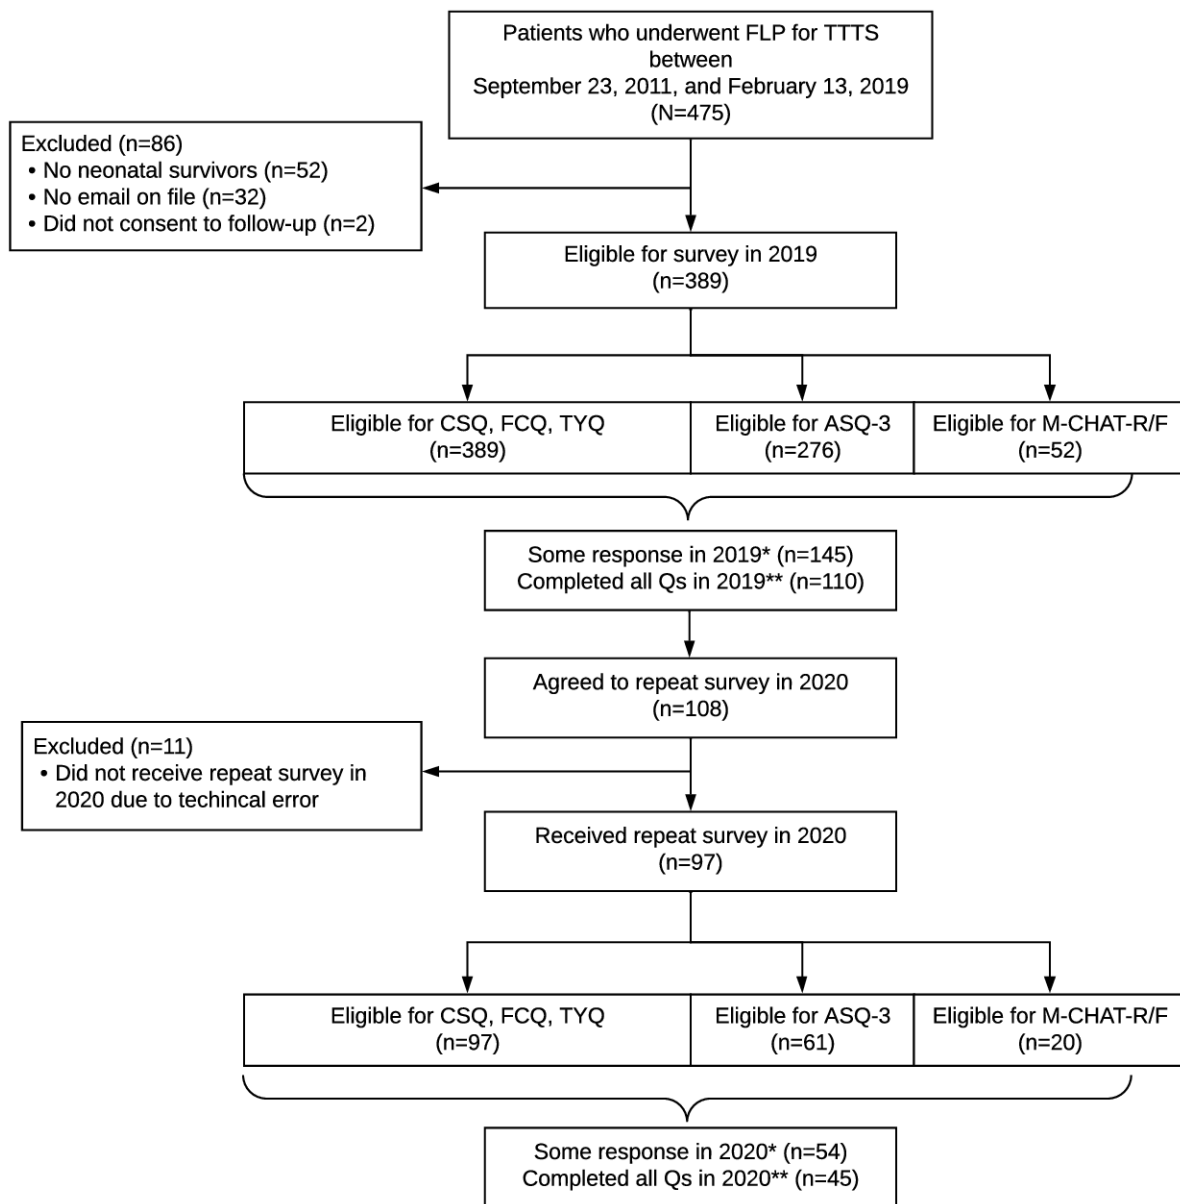 Patients who underwent FLP for TTTS
between
September 23, 2011, and February 13, 2019
(N=475)
Excluded (n=86)
• No neonatal survivors (n=52)
• No email on file (n=32)
• Did not consent to follow-up (n=2)
Eligible for survey in 2019
(n=389)
Eligible for CSQ, FCQ, TYQ
(n=389)
Eligible for ASQ-3
(n=276)
Eligible for M-CHAT-R/F
(n=52)
Some response in 2019* (n=145)
Completed all Qs in 2019** (n=110)
Agreed to repeat survey in 2020
(n=108)
Excluded (n=11)
• Did not receive repeat survey in
2020 due to techincal error
Received repeat survey in 2020
(n=97)
Eligible for CSQ, FCQ, TYQ
(n=97)
Eligible for ASQ-3
(n=61)
Eligible for M-CHAT-R/F
(n=20)
Some response in 2020* (n=54)
Completed all Qs in 2020** (n=45)